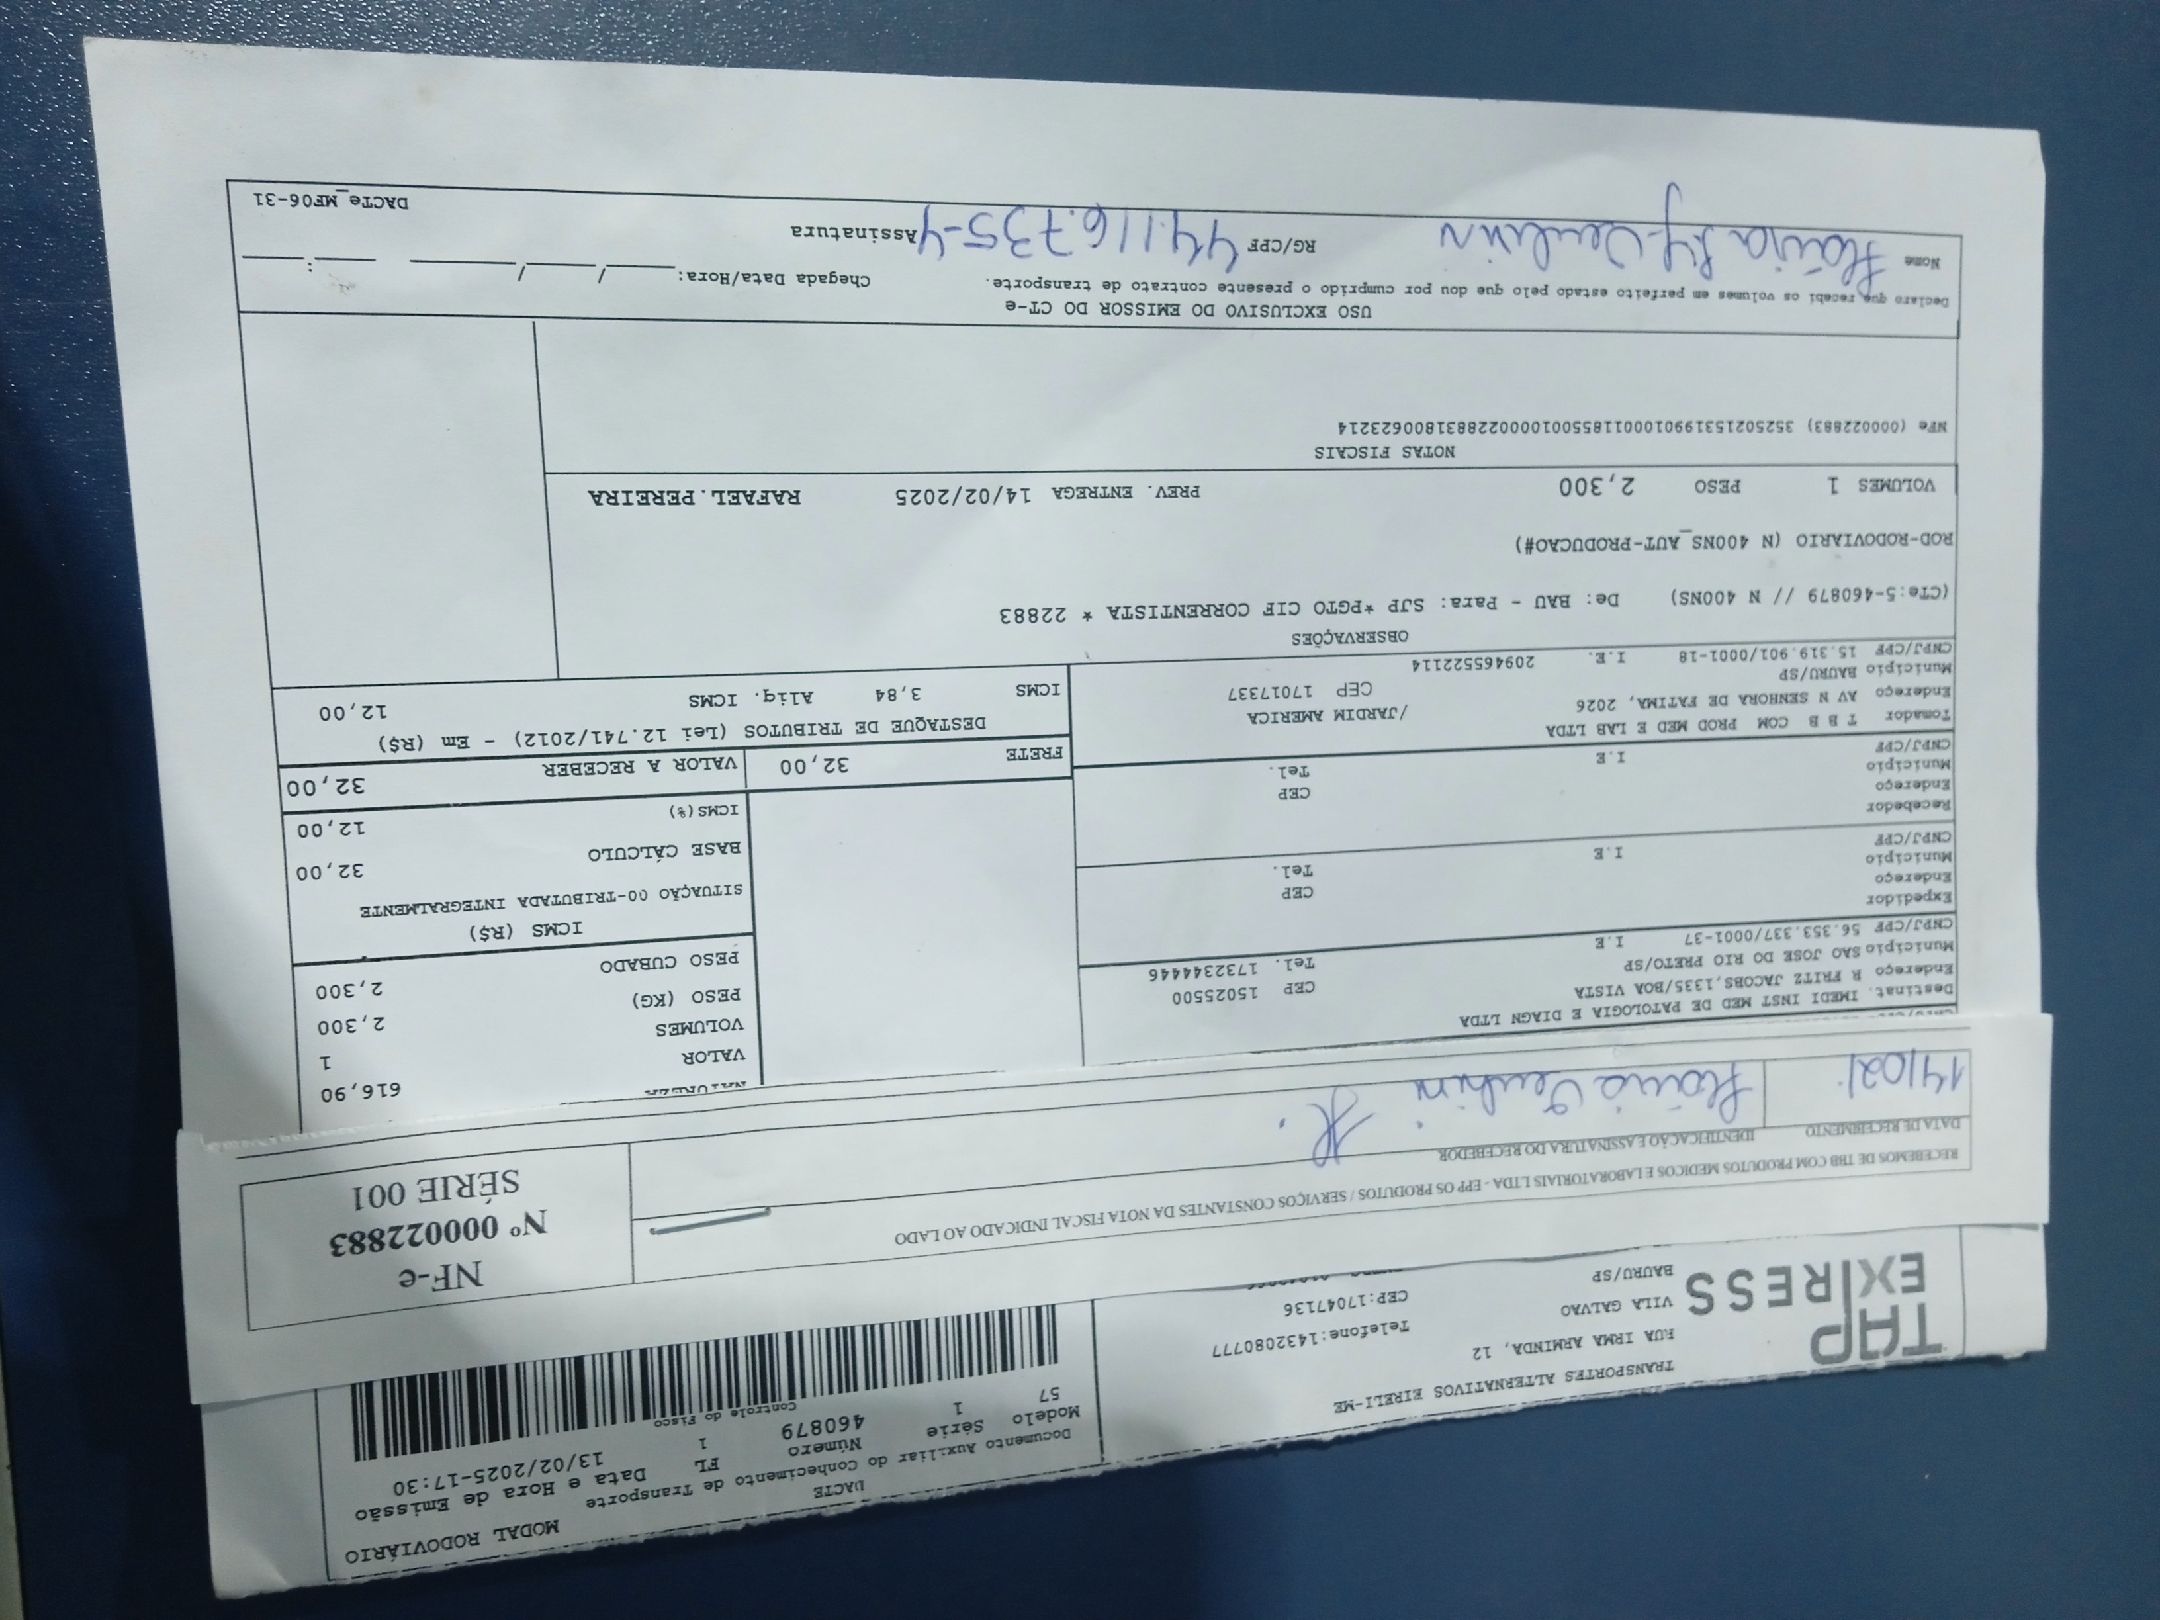 MODAL RODOVIÁRIO
DACTE
Documento Auxiliar do Conhecimento de Transporte
Modelo Série Número FL Data e Hora de Emissão
57 1 460879 1 13/02/2025-17:30
Controle do Fisco
TAP EXPRESS
TRANSPORTES ALTERNATIVOS EIRELI-ME
RUA IRMA ARMINDA, 12
VILA GALVAO
BAURU/SP
Telefone:1432080777
CEP:17047136
RECEBEMOS DE TBB COM PRODUTOS MEDICOS E LABORATORIAIS LTDA - EPP OS PRODUTOS / SERVIÇOS CONSTANTES DA NOTA FISCAL INDICADO AO LADO
DATA DE RECEBIMENTO
IDENTIFICAÇÃO E ASSINATURA DO RECEBEDOR
14/02/
NF-e
Nº 000022883
SÉRIE 001
Destinat. IMEDI INST MED DE PATOLOGIA E DIAGN LTDA
Endereço R FRITZ JACOBS,1335/BOA VISTA CEP 15025500
Município SAO JOSE DO RIO PRETO/SP Tel. 1732344446
CNPJ/CPF 56.353.337/0001-37 I.E
Expedidor
Endereço CEP
Município Tel.
CNPJ/CPF I.E
Recebedor
Endereço CEP
Município Tel.
CNPJ/CPF I.E
Tomador T B B COM PROD MED E LAB LTDA
Endereço AV N SENHORA DE FATIMA, 2026 /JARDIM AMERICA
Município BAURU/SP CEP 17017337
CNPJ/CPF 15.319.901/0001-18 I.E. 209465522114
NATUREZA
VALOR 616,90
VOLUMES 1
PESO (KG) 2,300
PESO CUBADO 2,300
ICMS (R$)
SITUAÇÃO 00-TRIBUTADA INTEGRALMENTE
BASE CÁLCULO 32,00
ICMS(%) 12,00
FRETE 32,00 VALOR A RECEBER 32,00
DESTAQUE DE TRIBUTOS (Lei 12.741/2012) - Em (R$)
ICMS 3,84 Aliq. ICMS 12,00
OBSERVAÇÕES
(CTe:5-460879 // N 400NS) De: BAU - Para: SJP *PGTO CIF CORRENTISTA * 22883
ROD-RODOVIARIO (N 400NS_AUT-PRODUCAO#)
VOLUMES 1 PESO 2,300 PREV. ENTREGA 14/02/2025 RAFAEL.PEREIRA
NOTAS FISCAIS
NFe (000022883) 35250215319901000118550010000228831800623214
USO EXCLUSIVO DO EMISSOR DO CT-e
Declaro que recebi os volumes em perfeito estado pelo que dou por cumprido o presente contrato de transporte.
Chegada Data/Hora: ____/____/____ ____:____
Nome Flávia RG/CPF 44.116.735-4 Assinatura
DACTe_MF06-31